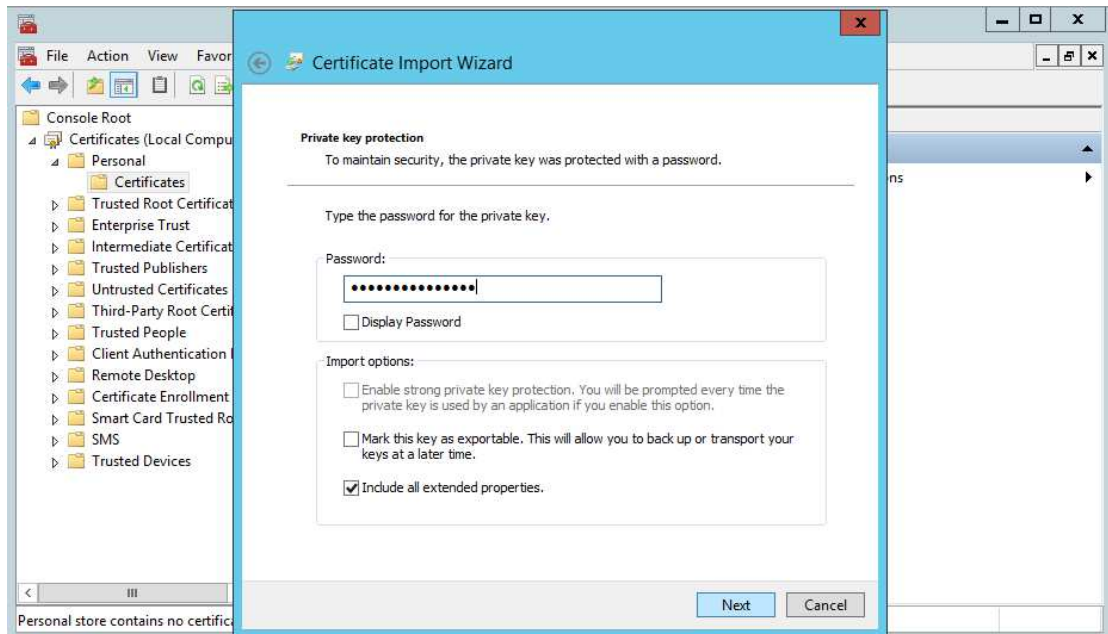 File Action View Favor
Certificate Import Wizard
Console Root
Certificates (Local Compu
Personal
Certificates
Trusted Root Certificat
Enterprise Trust
Intermediate Certificat
Trusted Publishers
Untrusted Certificates
Third-Party Root Certif
Trusted People
Client Authentication
Remote Desktop
Certificate Enrollment
Smart Card Trusted Ro
SMS
Trusted Devices
Personal store contains no certifica
Private key protection
To maintain security, the private key was protected with a password.
Type the password for the private key.
Password:
•••••••••••••••
Display Password
Import options:
Enable strong private key protection. You will be prompted every time the
private key is used by an application if you enable this option.
Mark this key as exportable. This will allow you to back up or transport your
keys at a later time.
Include all extended properties.
Next Cancel
ns